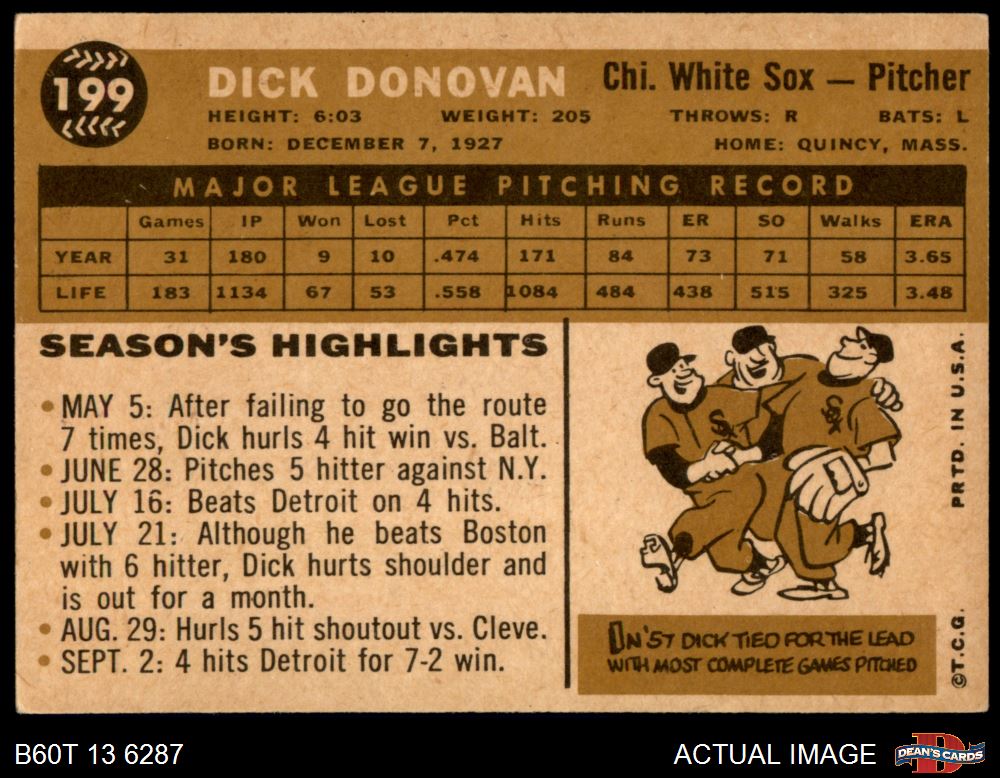 199
DICK DONOVAN Chi. White Sox — Pitcher
HEIGHT: 6:03 WEIGHT: 205 THROWS: R BATS: L
BORN: DECEMBER 7, 1927 HOME: QUINCY, MASS.
MAJOR LEAGUE PITCHING RECORD
Games IP Won Lost Pct Hits Runs ER SO Walks ERA
YEAR 31 180 9 10 .474 171 84 73 71 58 3.65
LIFE 183 1134 67 53 .558 1084 484 438 515 325 3.48
SEASON'S HIGHLIGHTS
• MAY 5: After failing to go the route
7 times, Dick hurls 4 hit win vs. Balt.
• JUNE 28: Pitches 5 hitter against N.Y.
• JULY 16: Beats Detroit on 4 hits.
• JULY 21: Although he beats Boston
with 6 hitter, Dick hurts shoulder and
is out for a month.
• AUG. 29: Hurls 5 hit shoutout vs. Cleve.
• SEPT. 2: 4 hits Detroit for 7-2 win.
SOX
SOX
IN '57 DICK TIED FOR THE LEAD
WITH MOST COMPLETE GAMES PITCHED
©T.C.G. PRTD. IN U.S.A.
B60T 13 6287 ACTUAL IMAGE
D
DEAN'S CARDS